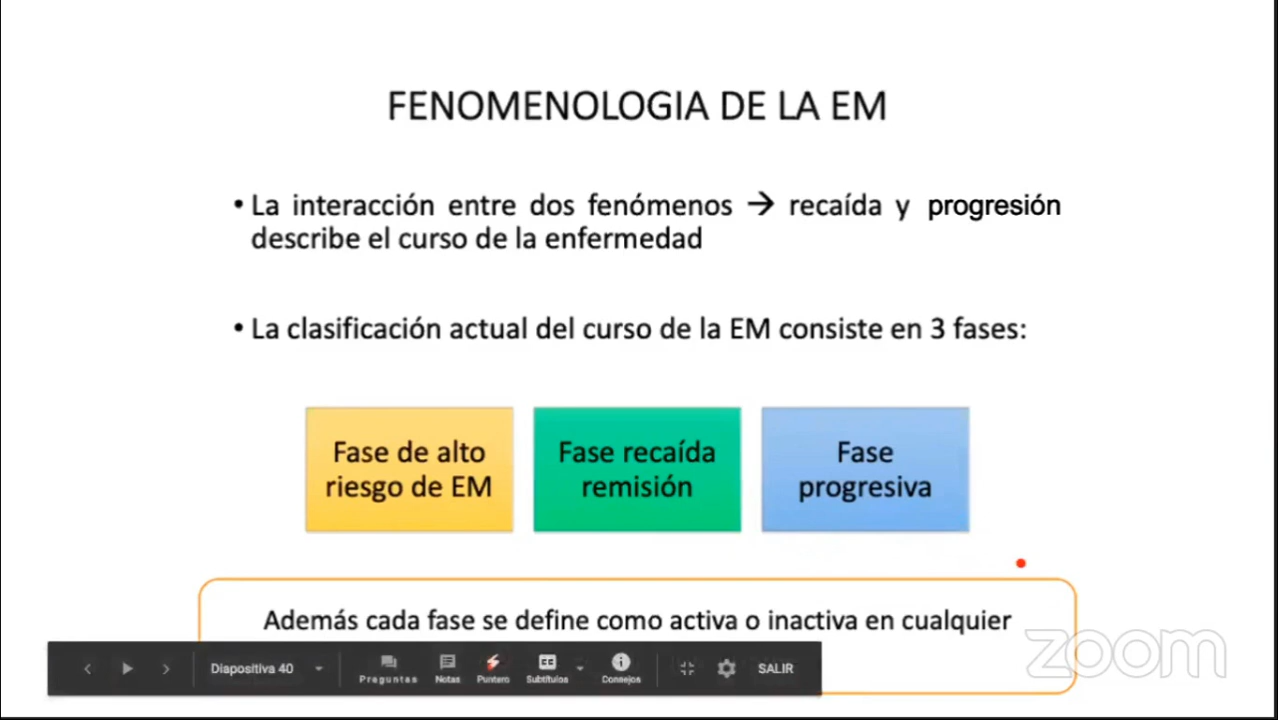 FENOMENOLOGIA DE LA EM
• La interacción entre dos fenómenos → recaída y progresión
describe el curso de la enfermedad
• La clasificación actual del curso de la EM consiste en 3 fases:
Fase de alto
riesgo de EM
Fase recaída
remisión
Fase
progresiva
Además cada fase se define como activa o inactiva en cualquier
zoom
Diapositiva 40
Preguntas
Notas
Puntero
Subtítulos
Consejos
SALIR